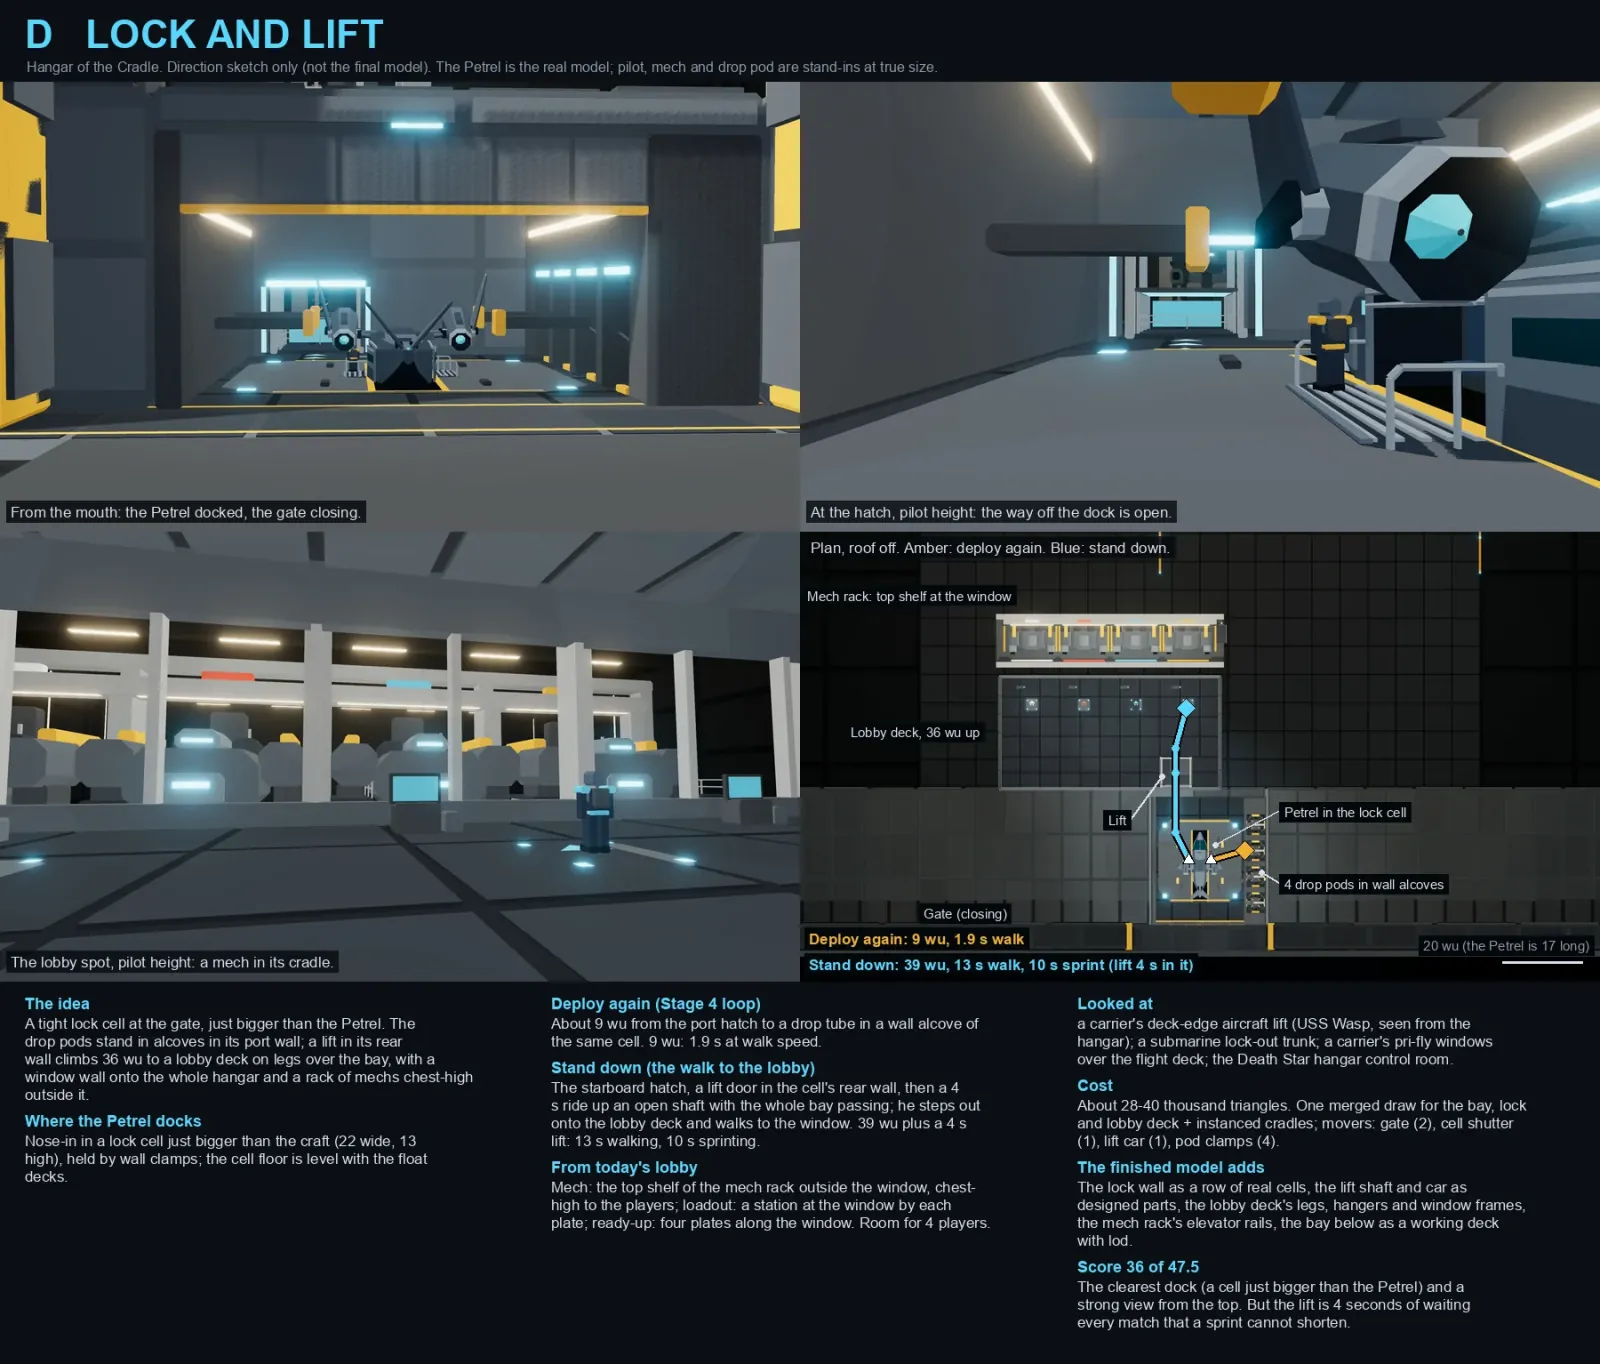 D LOCK AND LIFT
Hangar of the Cradle. Direction sketch only (not the final model). The Petrel is the real model; pilot, mech and drop pod are stand-ins at true size.
From the mouth: the Petrel docked, the gate closing.
At the hatch, pilot height: the way off the dock is open.
The lobby spot, pilot height: a mech in its cradle.
Plan, roof off. Amber: deploy again. Blue: stand down.
Mech rack: top shelf at the window
Lobby deck, 36 wu up
Lift
Petrel in the lock cell
4 drop pods in wall alcoves
Gate (closing)
Deploy again: 9 wu, 1.9 s walk
20 wu (the Petrel is 17 long)
Stand down: 39 wu, 13 s walk, 10 s sprint (lift 4 s in it)
The idea
A tight lock cell at the gate, just bigger than the Petrel. The
drop pods stand in alcoves in its port wall; a lift in its rear
wall climbs 36 wu to a lobby deck on legs over the bay, with a
window wall onto the whole hangar and a rack of mechs chest-high
outside it.
Where the Petrel docks
Nose-in in a lock cell just bigger than the craft (22 wide, 13
high), held by wall clamps; the cell floor is level with the float
decks.
Deploy again (Stage 4 loop)
About 9 wu from the port hatch to a drop tube in a wall alcove of
the same cell. 9 wu: 1.9 s at walk speed.
Stand down (the walk to the lobby)
The starboard hatch, a lift door in the cell's rear wall, then a 4
s ride up an open shaft with the whole bay passing; he steps out
onto the lobby deck and walks to the window. 39 wu plus a 4 s
lift: 13 s walking, 10 s sprinting.
From today's lobby
Mech: the top shelf of the mech rack outside the window, chest-
high to the players; loadout: a station at the window by each
plate; ready-up: four plates along the window. Room for 4 players.
Looked at
a carrier's deck-edge aircraft lift (USS Wasp, seen from the
hangar); a submarine lock-out trunk; a carrier's pri-fly windows
over the flight deck; the Death Star hangar control room.
Cost
About 28-40 thousand triangles. One merged draw for the bay, lock
and lobby deck + instanced cradles; movers: gate (2), cell shutter
(1), lift car (1), pod clamps (4).
The finished model adds
The lock wall as a row of real cells, the lift shaft and car as
designed parts, the lobby deck's legs, hangers and window frames,
the mech rack's elevator rails, the bay below as a working deck
with lod.
Score 36 of 47.5
The clearest dock (a cell just bigger than the Petrel) and a
strong view from the top. But the lift is 4 seconds of waiting
every match that a sprint cannot shorten.